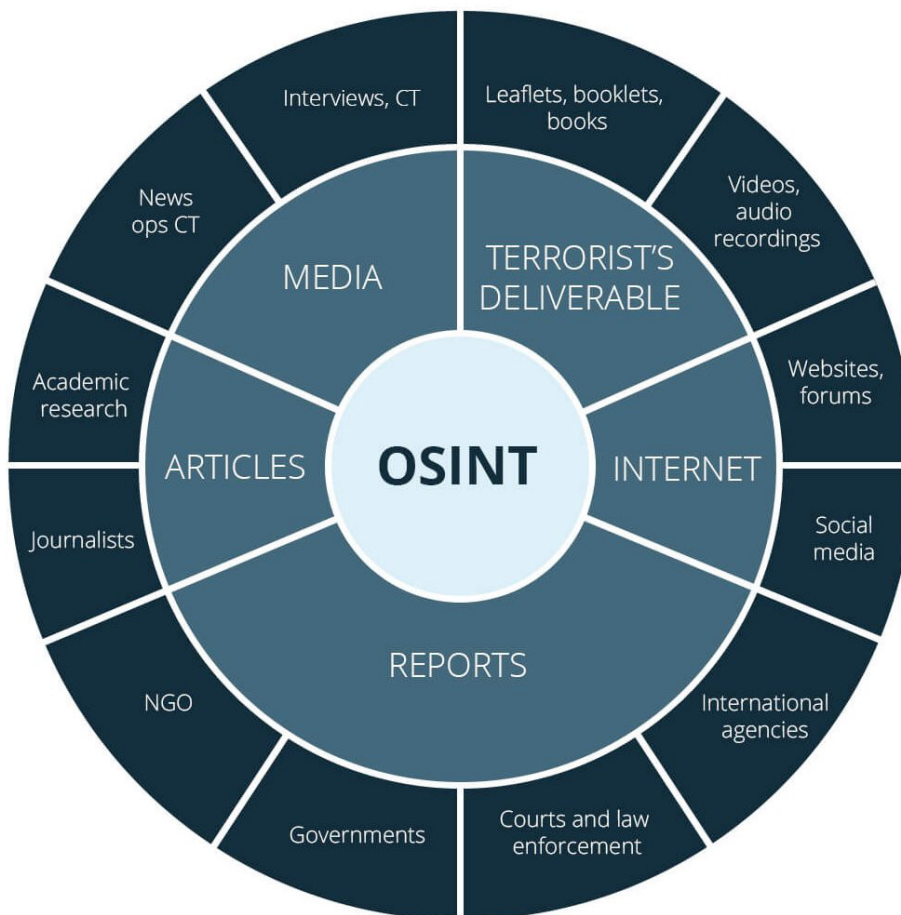 Interviews, CT
Leaflets, booklets,
books
News
ops CT
Videos,
audio
recordings
MEDIA
TERRORIST'S
DELIVERABLE
Academic
research
Websites,
forums
ARTICLES
OSINT
INTERNET
Journalists
Social
media
REPORTS
NGO
International
agencies
Governments
Courts and law
enforcement